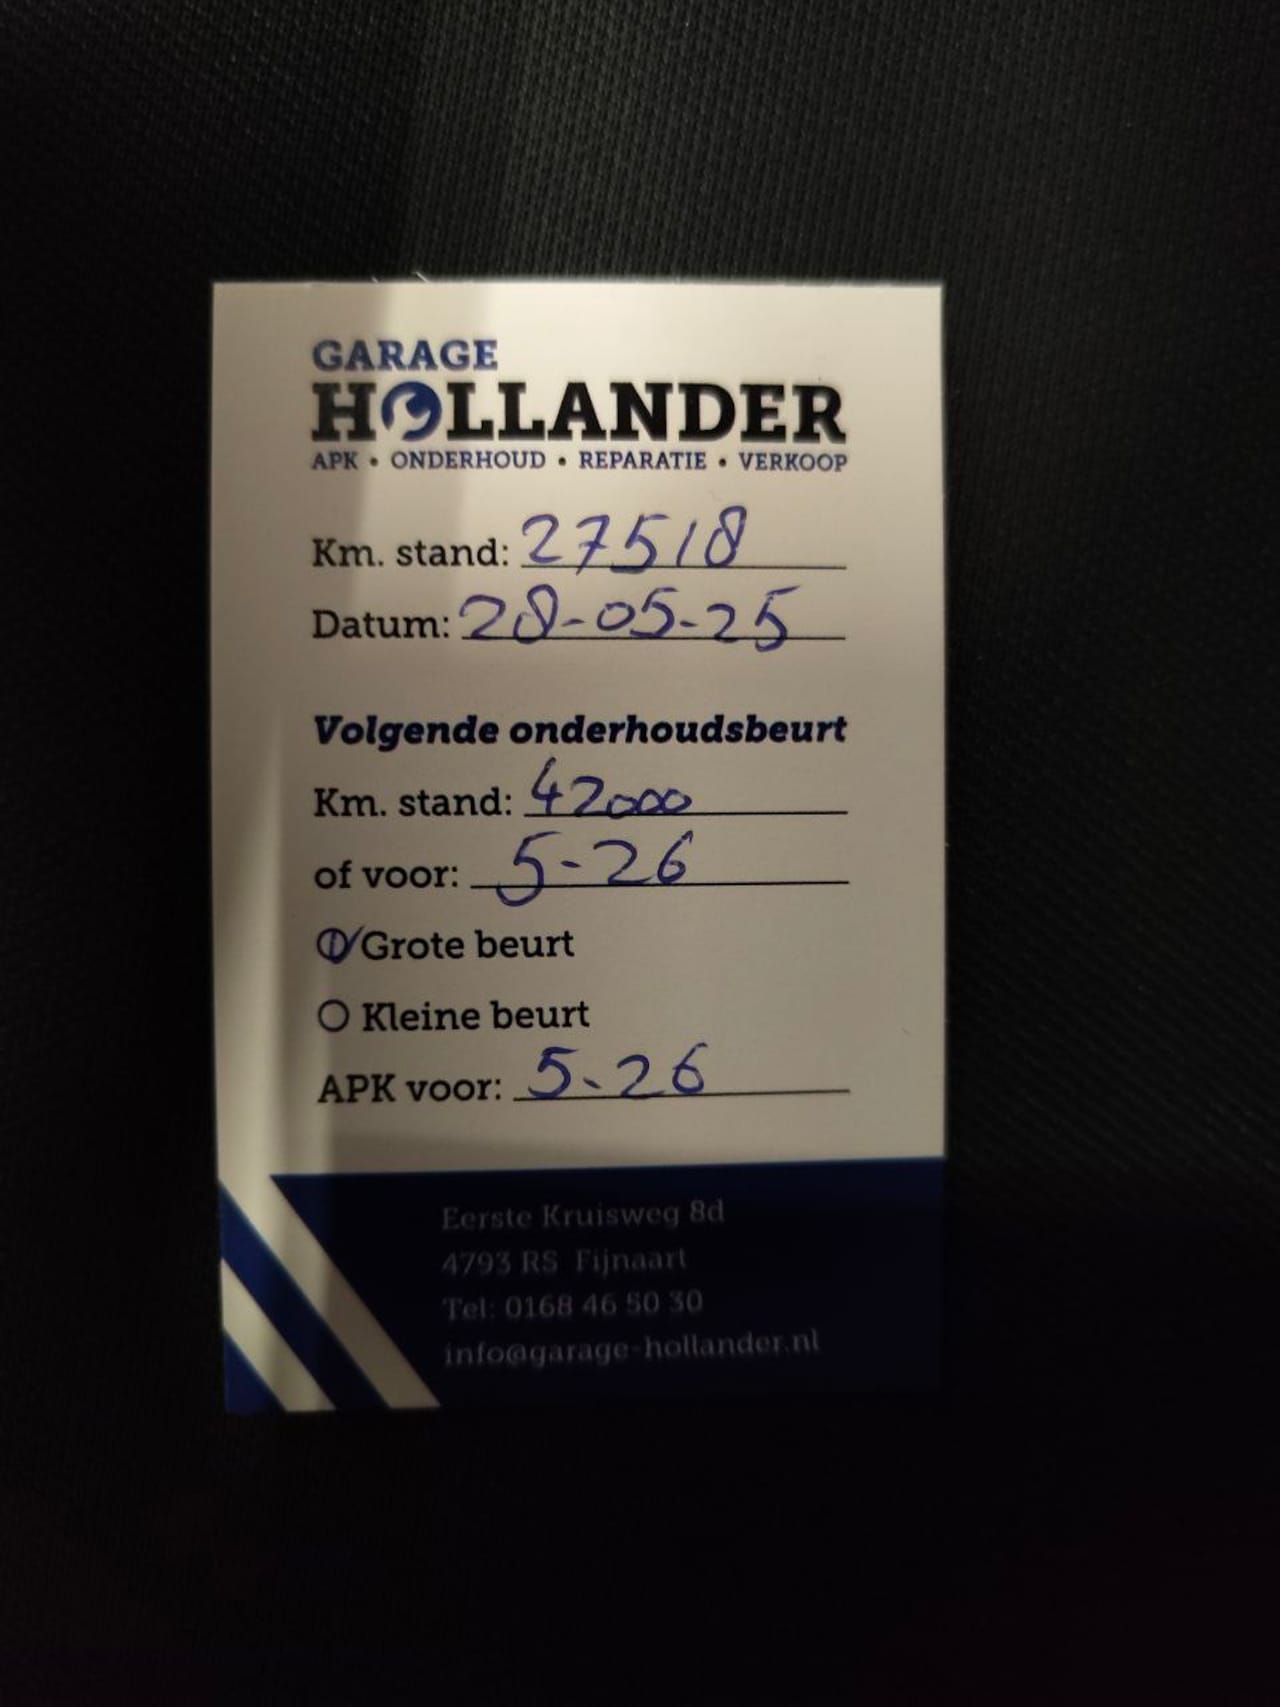 GARAGE
HOLLANDER
APK • ONDERHOUD • REPARATIE • VERKOOP
Km. stand: 27518
Datum: 28-05-25
Volgende onderhoudsbeurt
Km. stand: 42000
of voor: 5-26
Grote beurt
Kleine beurt
APK voor: 5-26
Eerste Kruisweg 8d
4793 RS Fijnaart
Tel: 0168 46 50 30
info@garage-hollander.nl